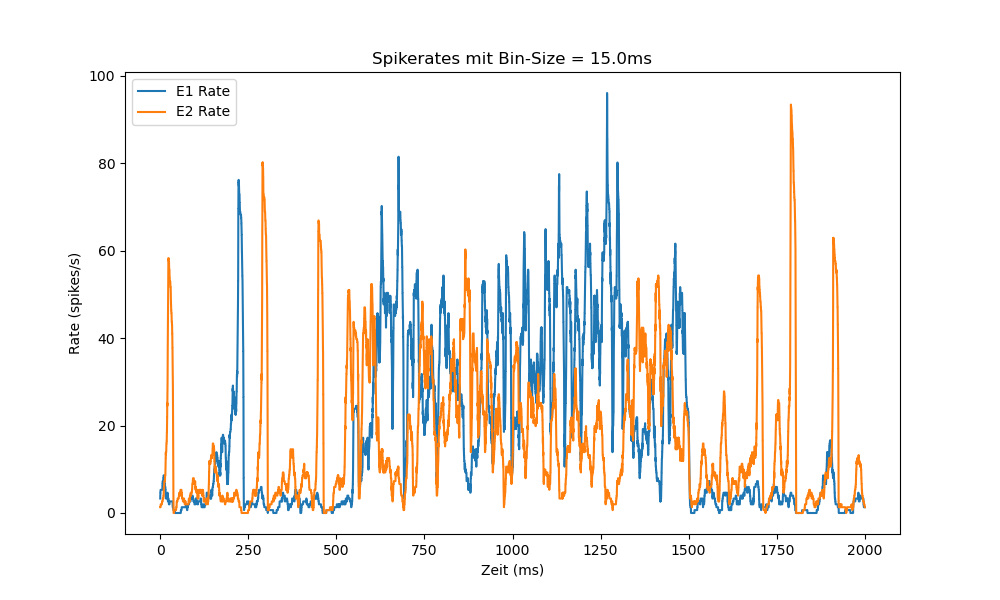 Spikerates mit Bin-Size = 15.0ms
E1 Rate
E2 Rate
Rate (spikes/s)
100
80
60
40
20
0
0 250 500 750 1000 1250 1500 1750 2000
Zeit (ms)